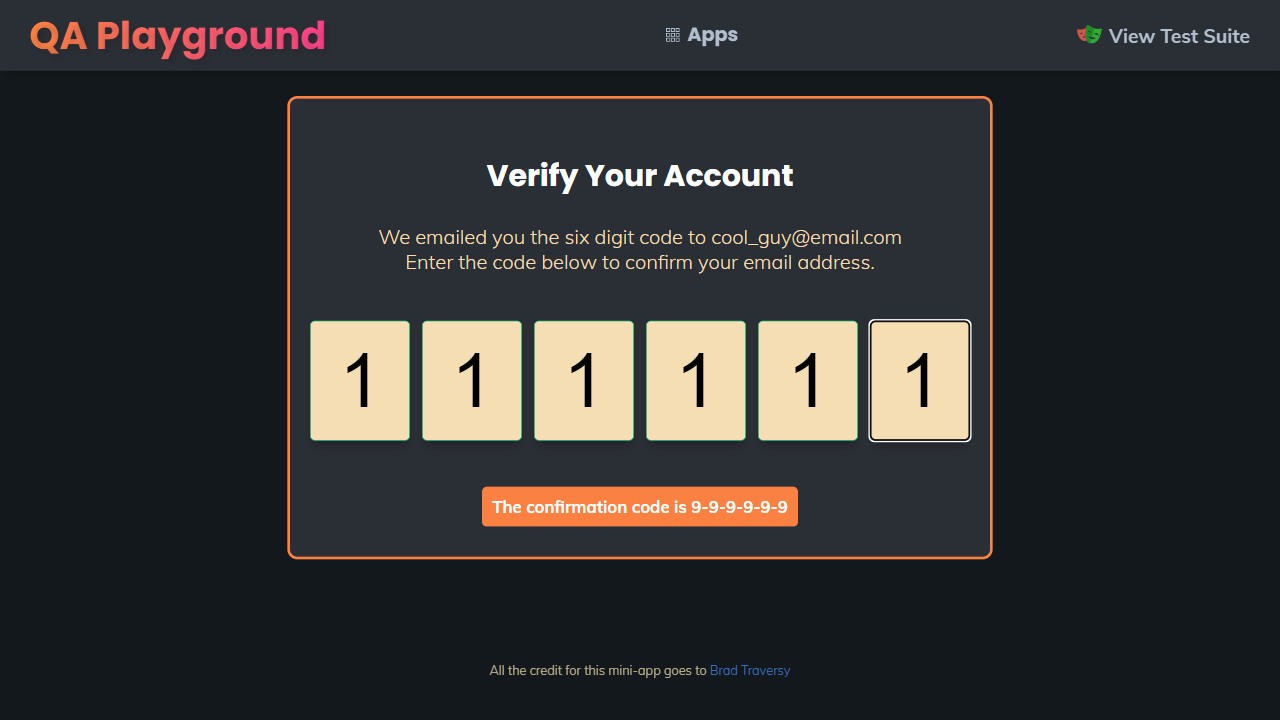 QA Playground
Apps
View Test Suite
Verify Your Account
We emailed you the six digit code to cool_guy@email.com
Enter the code below to confirm your email address.
1 1 1 1 1 1
The confirmation code is 9-9-9-9-9-9
All the credit for this mini-app goes to Brad Traversy